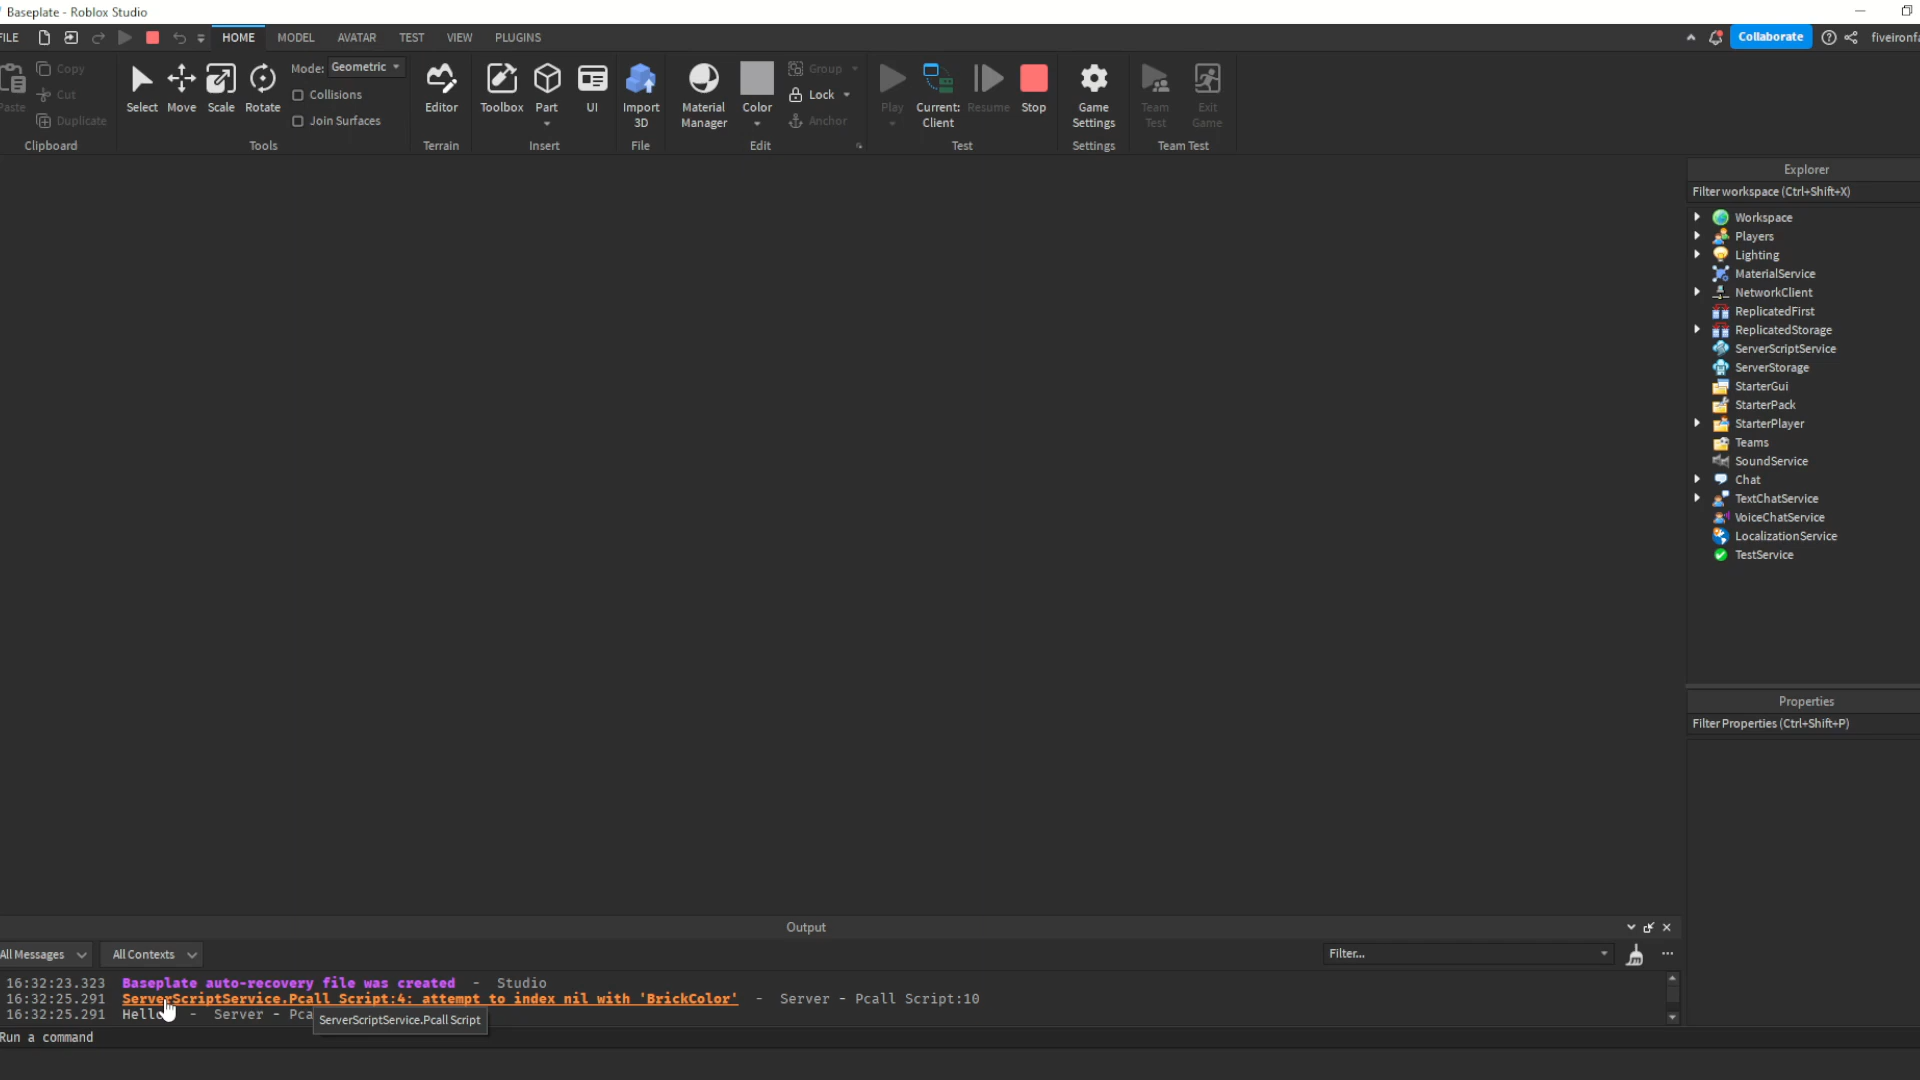 Baseplate - Roblox Studio
FILE HOME MODEL AVATAR TEST VIEW PLUGINS Collaborate fiveironfa
Paste Copy Cut Duplicate
Clipboard
Select Move Scale Rotate Mode: Geometric
Collisions
Join Surfaces
Tools
Editor
Terrain
Toolbox Part UI
Insert
Import
3D
File
Material
Manager
Color
Group
Lock
Anchor
Edit
Play
Current:
Client
Resume Stop
Test
Game
Settings
Settings
Team
Test
Exit
Game
Team Test
Explorer
Filter workspace (Ctrl+Shift+X)
Workspace
Players
Lighting
MaterialService
NetworkClient
ReplicatedFirst
ReplicatedStorage
ServerScriptService
ServerStorage
StarterGui
StarterPack
StarterPlayer
Teams
SoundService
Chat
TextChatService
VoiceChatService
LocalizationService
TestService
Properties
Filter Properties (Ctrl+Shift+P)
Output
All Messages All Contexts Filter...
16:32:23.323 Baseplate auto-recovery file was created - Studio
16:32:25.291 ServerScriptService.Pcall Script:4: attempt to index nil with 'BrickColor' - Server - Pcall Script:10
16:32:25.291 Hello - Server - Pca
ServerScriptService.Pcall Script
Run a command